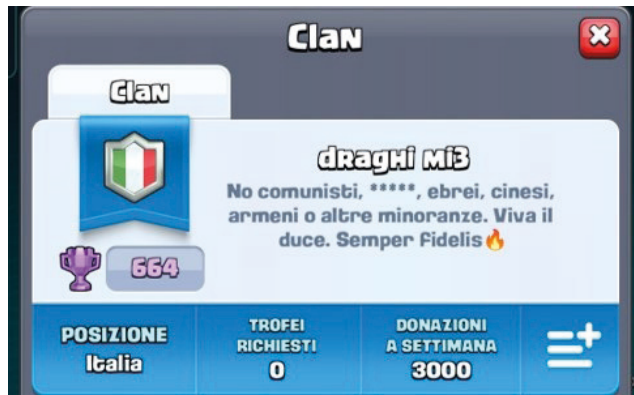 Clan
Clan
draghi mi3
No comunisti, *****, ebrei, cinesi,
armeni o altre minoranze. Viva il
duce. Semper Fidelis🔥
664
POSIZIONE
Italia
TROFEI
RICHIESTI
0
DONAZIONI
A SETTIMANA
3000